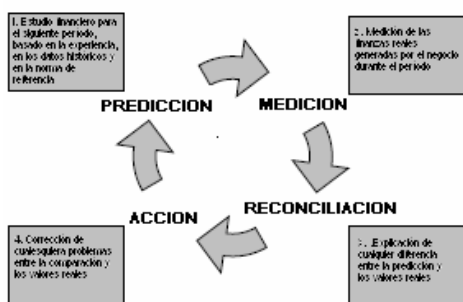 1. Estudio financiero para
el siguiente periodo,
basado en la experiencia,
en los datos históricos y
en la norma de
referencia
2. Medición de las
finanzas reales
generadas por el negocio
durante el periodo
PREDICCION
MEDICION
ACCION
RECONCILIACION
4. Corrección de
cualesquiera problemas
entre la comparación y
los valores reales
3. .Explicación de
cualquier diferencia
entre la predicción y
los valores reales